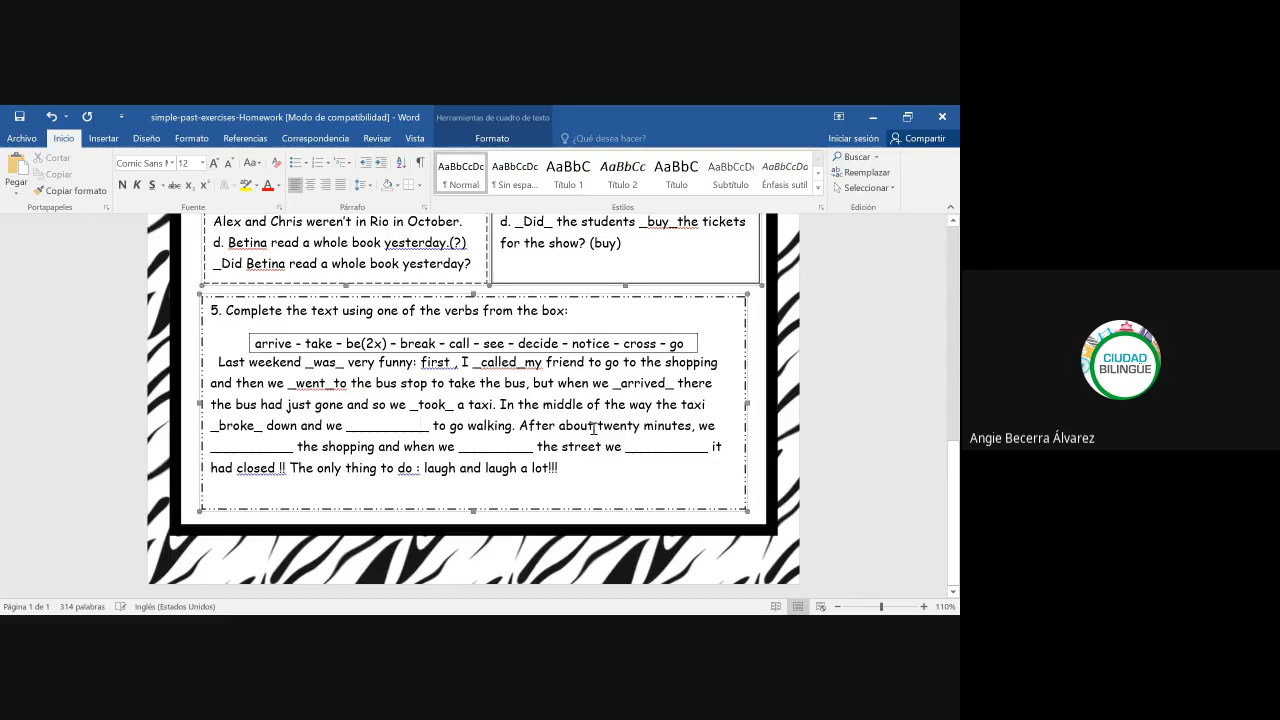 simple-past-exercises-Homework [Modo de compatibilidad] - Word
Herramientas de cuadro de texto
Archivo Inicio Insertar Diseño Formato Referencias Correspondencia Revisar Vista Formato ¿Qué desea hacer? Iniciar sesión Compartir
Pegar
Cortar
Copiar
Copiar formato
Comic Sans M 12
N K S abc x₂ x²
AaBbCcDc AaBbCcDc AaBbC AaBbCc AaBbC AaBbCcDc AaBbCcDa
¶ Normal ¶ Sin espa... Título 1 Título 2 Título Subtítulo Énfasis sutil
Buscar
Reemplazar
Seleccionar
Portapapeles Fuente Párrafo Estilos Edición
Alex and Chris weren't in Rio in October.
d. Betina read a whole book yesterday.(?)
_Did Betina read a whole book yesterday?
d. _Did_ the students _buy_the tickets
for the show? (buy)
5. Complete the text using one of the verbs from the box:
arrive – take – be(2x) – break – call – see – decide – notice – cross – go
Last weekend _was_ very funny: first , I _called_my friend to go to the shopping
and then we _went_to the bus stop to take the bus, but when we _arrived_ there
the bus had just gone and so we _took_ a taxi. In the middle of the way the taxi
_broke_ down and we __________ to go walking. After about twenty minutes, we
__________ the shopping and when we _________ the street we __________ it
had closed !! The only thing to do : laugh and laugh a lot!!!
Página 1 de 1 314 palabras Inglés (Estados Unidos) 110%
CIUDAD
BILINGÜE
Angie Becerra Álvarez